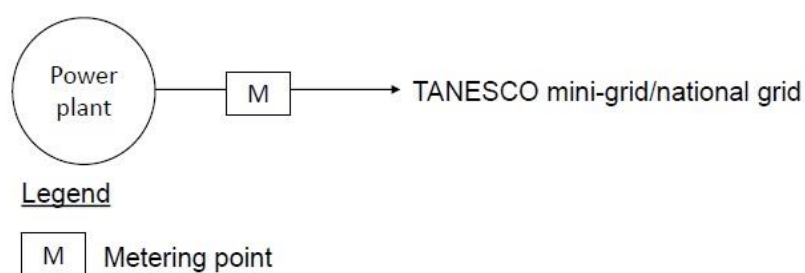 Power
plant
M
TANESCO mini-grid/national grid
Legend
M Metering point